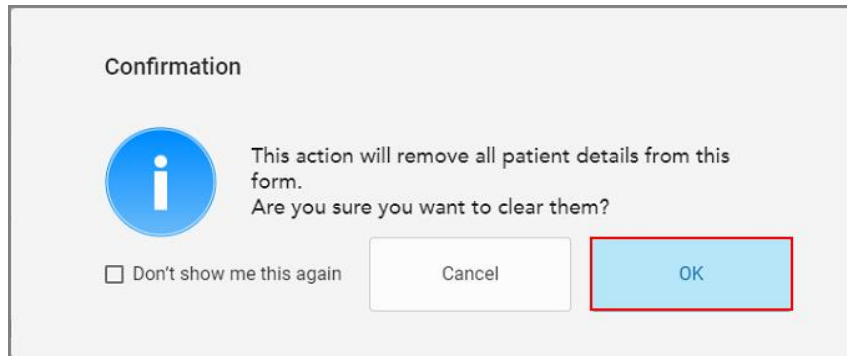 Confirmation
This action will remove all patient details from this
form.
Are you sure you want to clear them?
Don't show me this again
Cancel
OK